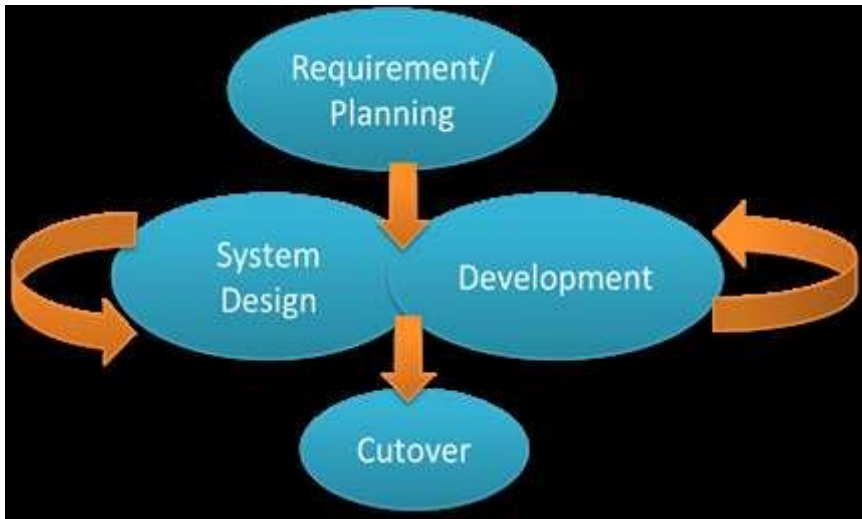 Requirement/
Planning
System
Design
Development
Cutover